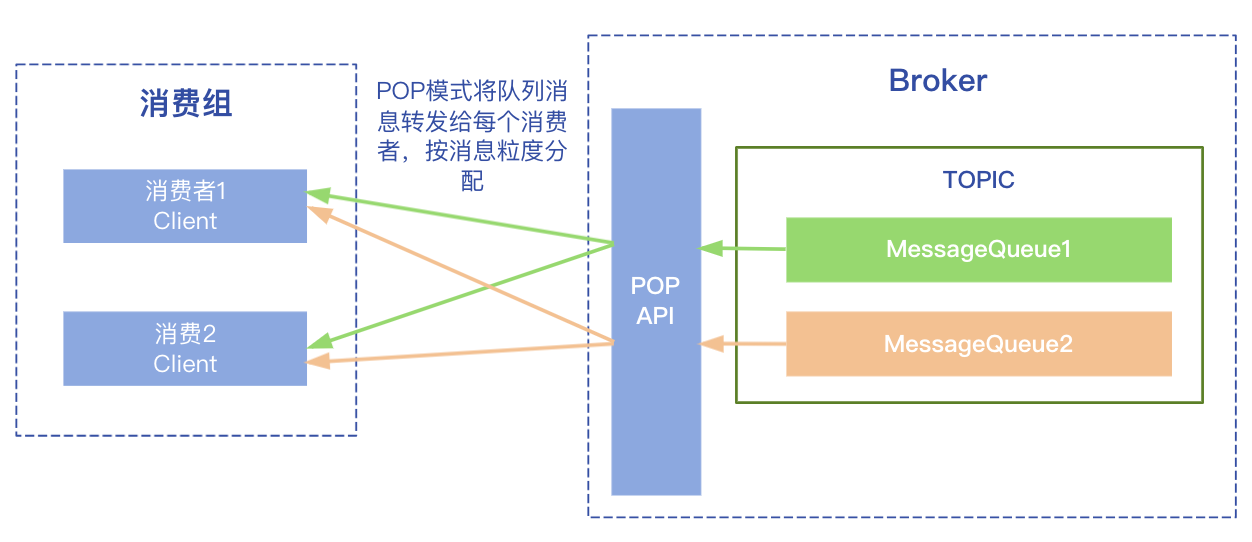 消费组
消费者1
Client
消费2
Client
POP模式将队列消
息转发给每个消费
者，按消息粒度分
配
Broker
POP
API
TOPIC
MessageQueue1
MessageQueue2